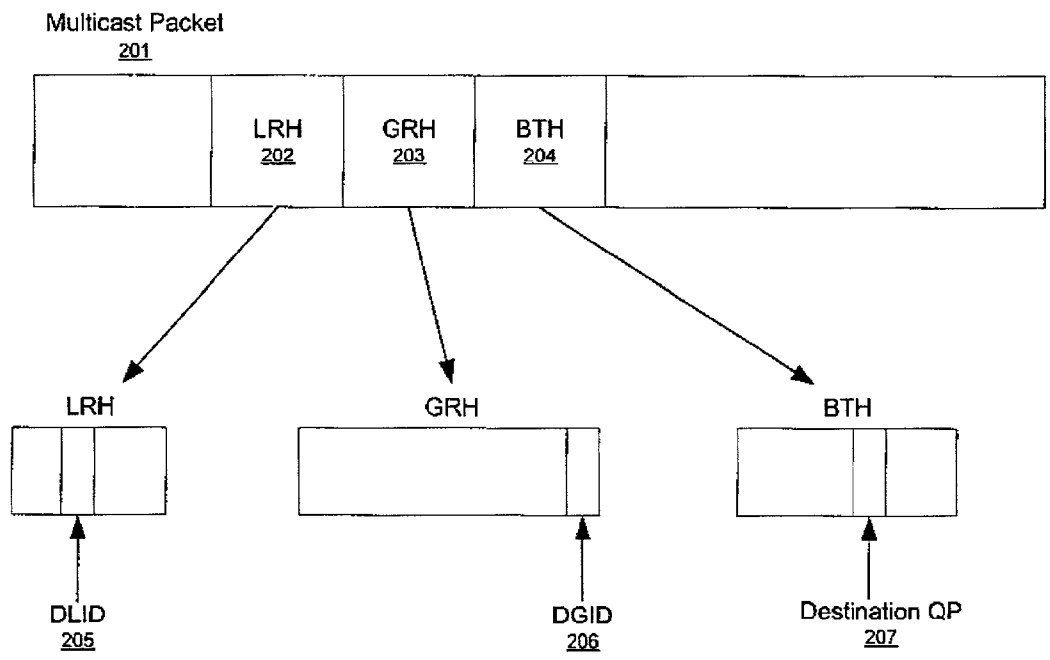 Multicast Packet
201
LRH
202
GRH
203
BTH
204
LRH
GRH
BTH
DLID
205
DGID
206
Destination QP
207